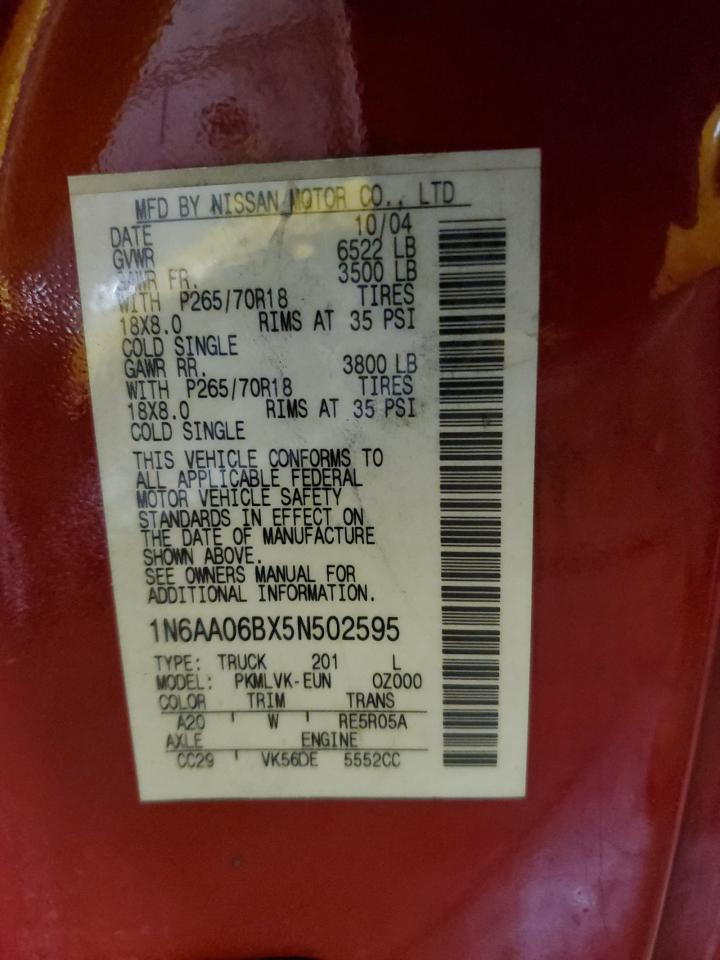 MFD BY NISSAN MOTOR CO., LTD
DATE 10/04
GVWR 6522 LB
GAWR FR. 3500 LB
WITH P265/70R18 TIRES
18X8.0 RIMS AT 35 PSI
COLD SINGLE
GAWR RR. 3800 LB
WITH P265/70R18 TIRES
18X8.0 RIMS AT 35 PSI
COLD SINGLE
THIS VEHICLE CONFORMS TO
ALL APPLICABLE FEDERAL
MOTOR VEHICLE SAFETY
STANDARDS IN EFFECT ON
THE DATE OF MANUFACTURE
SHOWN ABOVE.
SEE OWNERS MANUAL FOR
ADDITIONAL INFORMATION.
1N6AA06BX5N502595
TYPE: TRUCK 201 L
MODEL: PKMLVK-EUN 0Z000
COLOR TRIM TRANS
A20 W RE5R05A
AXLE ENGINE
CC29 VK56DE 5552CC